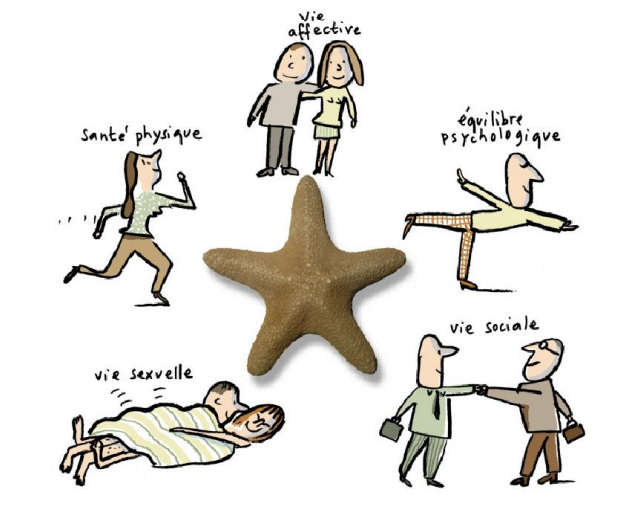 vie
affective
santé physique
équilibre
psychologique
vie sociale
vie sexuelle